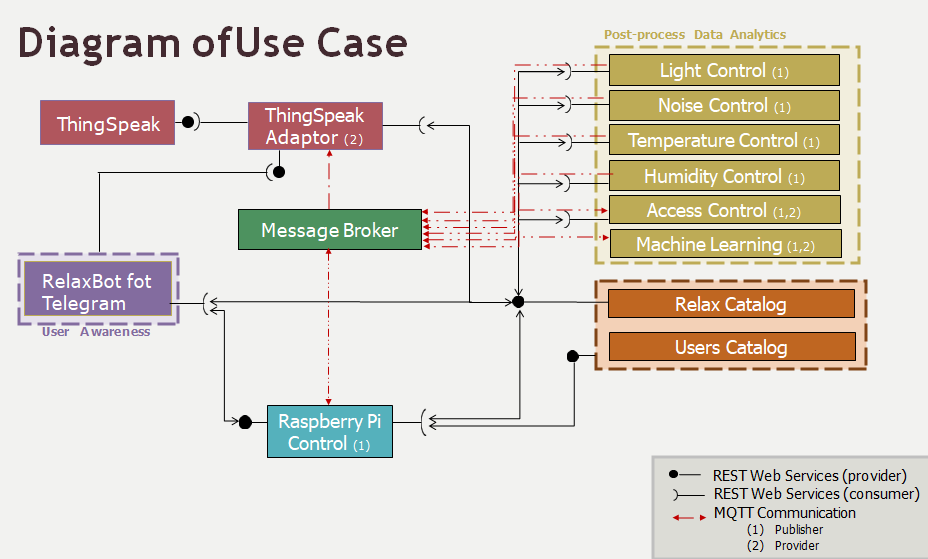 Diagram ofUse Case
Post-process Data Analytics
Light Control (1)
Noise Control (1)
Temperature Control (1)
Humidity Control (1)
Access Control (1,2)
Machine Learning (1,2)
ThingSpeak
ThingSpeak
Adaptor (2)
Message Broker
RelaxBot fot
Telegram
User Awareness
Relax Catalog
Users Catalog
Raspberry Pi
Control (1)
REST Web Services (provider)
REST Web Services (consumer)
MQTT Communication
(1) Publisher
(2) Provider